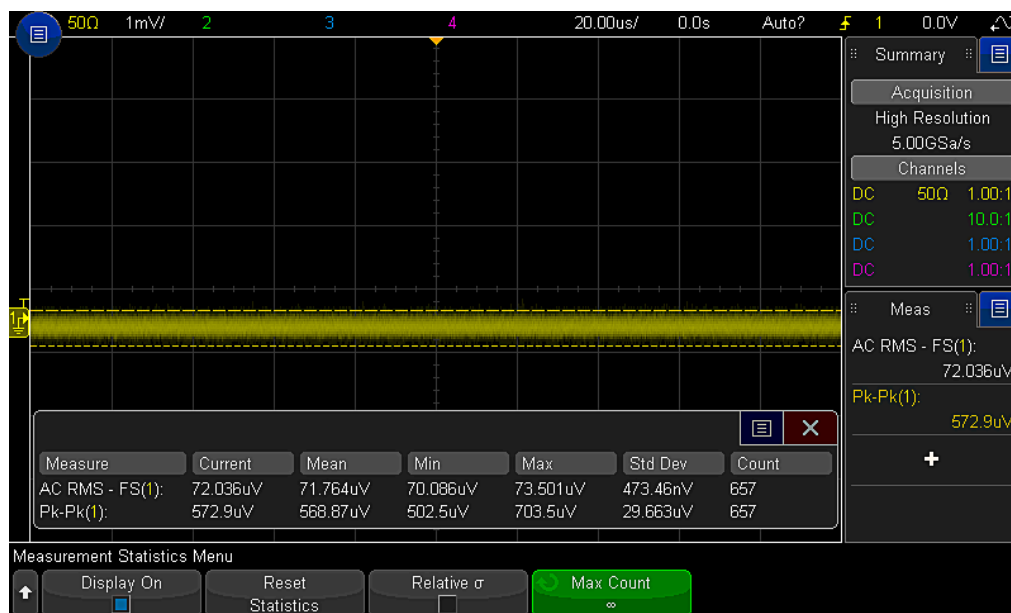 50Ω 1mV/ 2 3 4 20.00us/ 0.0s Auto? 1 0.0V
Summary
Acquisition
High Resolution
5.00GSa/s
Channels
DC 50Ω 1.00:1
DC 10.0:1
DC 1.00:1
DC 1.00:1
Meas
AC RMS - FS(1):
72.036uV
Pk-Pk(1):
572.9uV
Measure Current Mean Min Max Std Dev Count
AC RMS - FS(1): 72.036uV 71.764uV 70.086uV 73.501uV 473.46nV 657
Pk-Pk(1): 572.9uV 568.87uV 502.5uV 703.5uV 29.663uV 657
Measurement Statistics Menu
Display On
Reset
Statistics
Relative σ
Max Count
∞